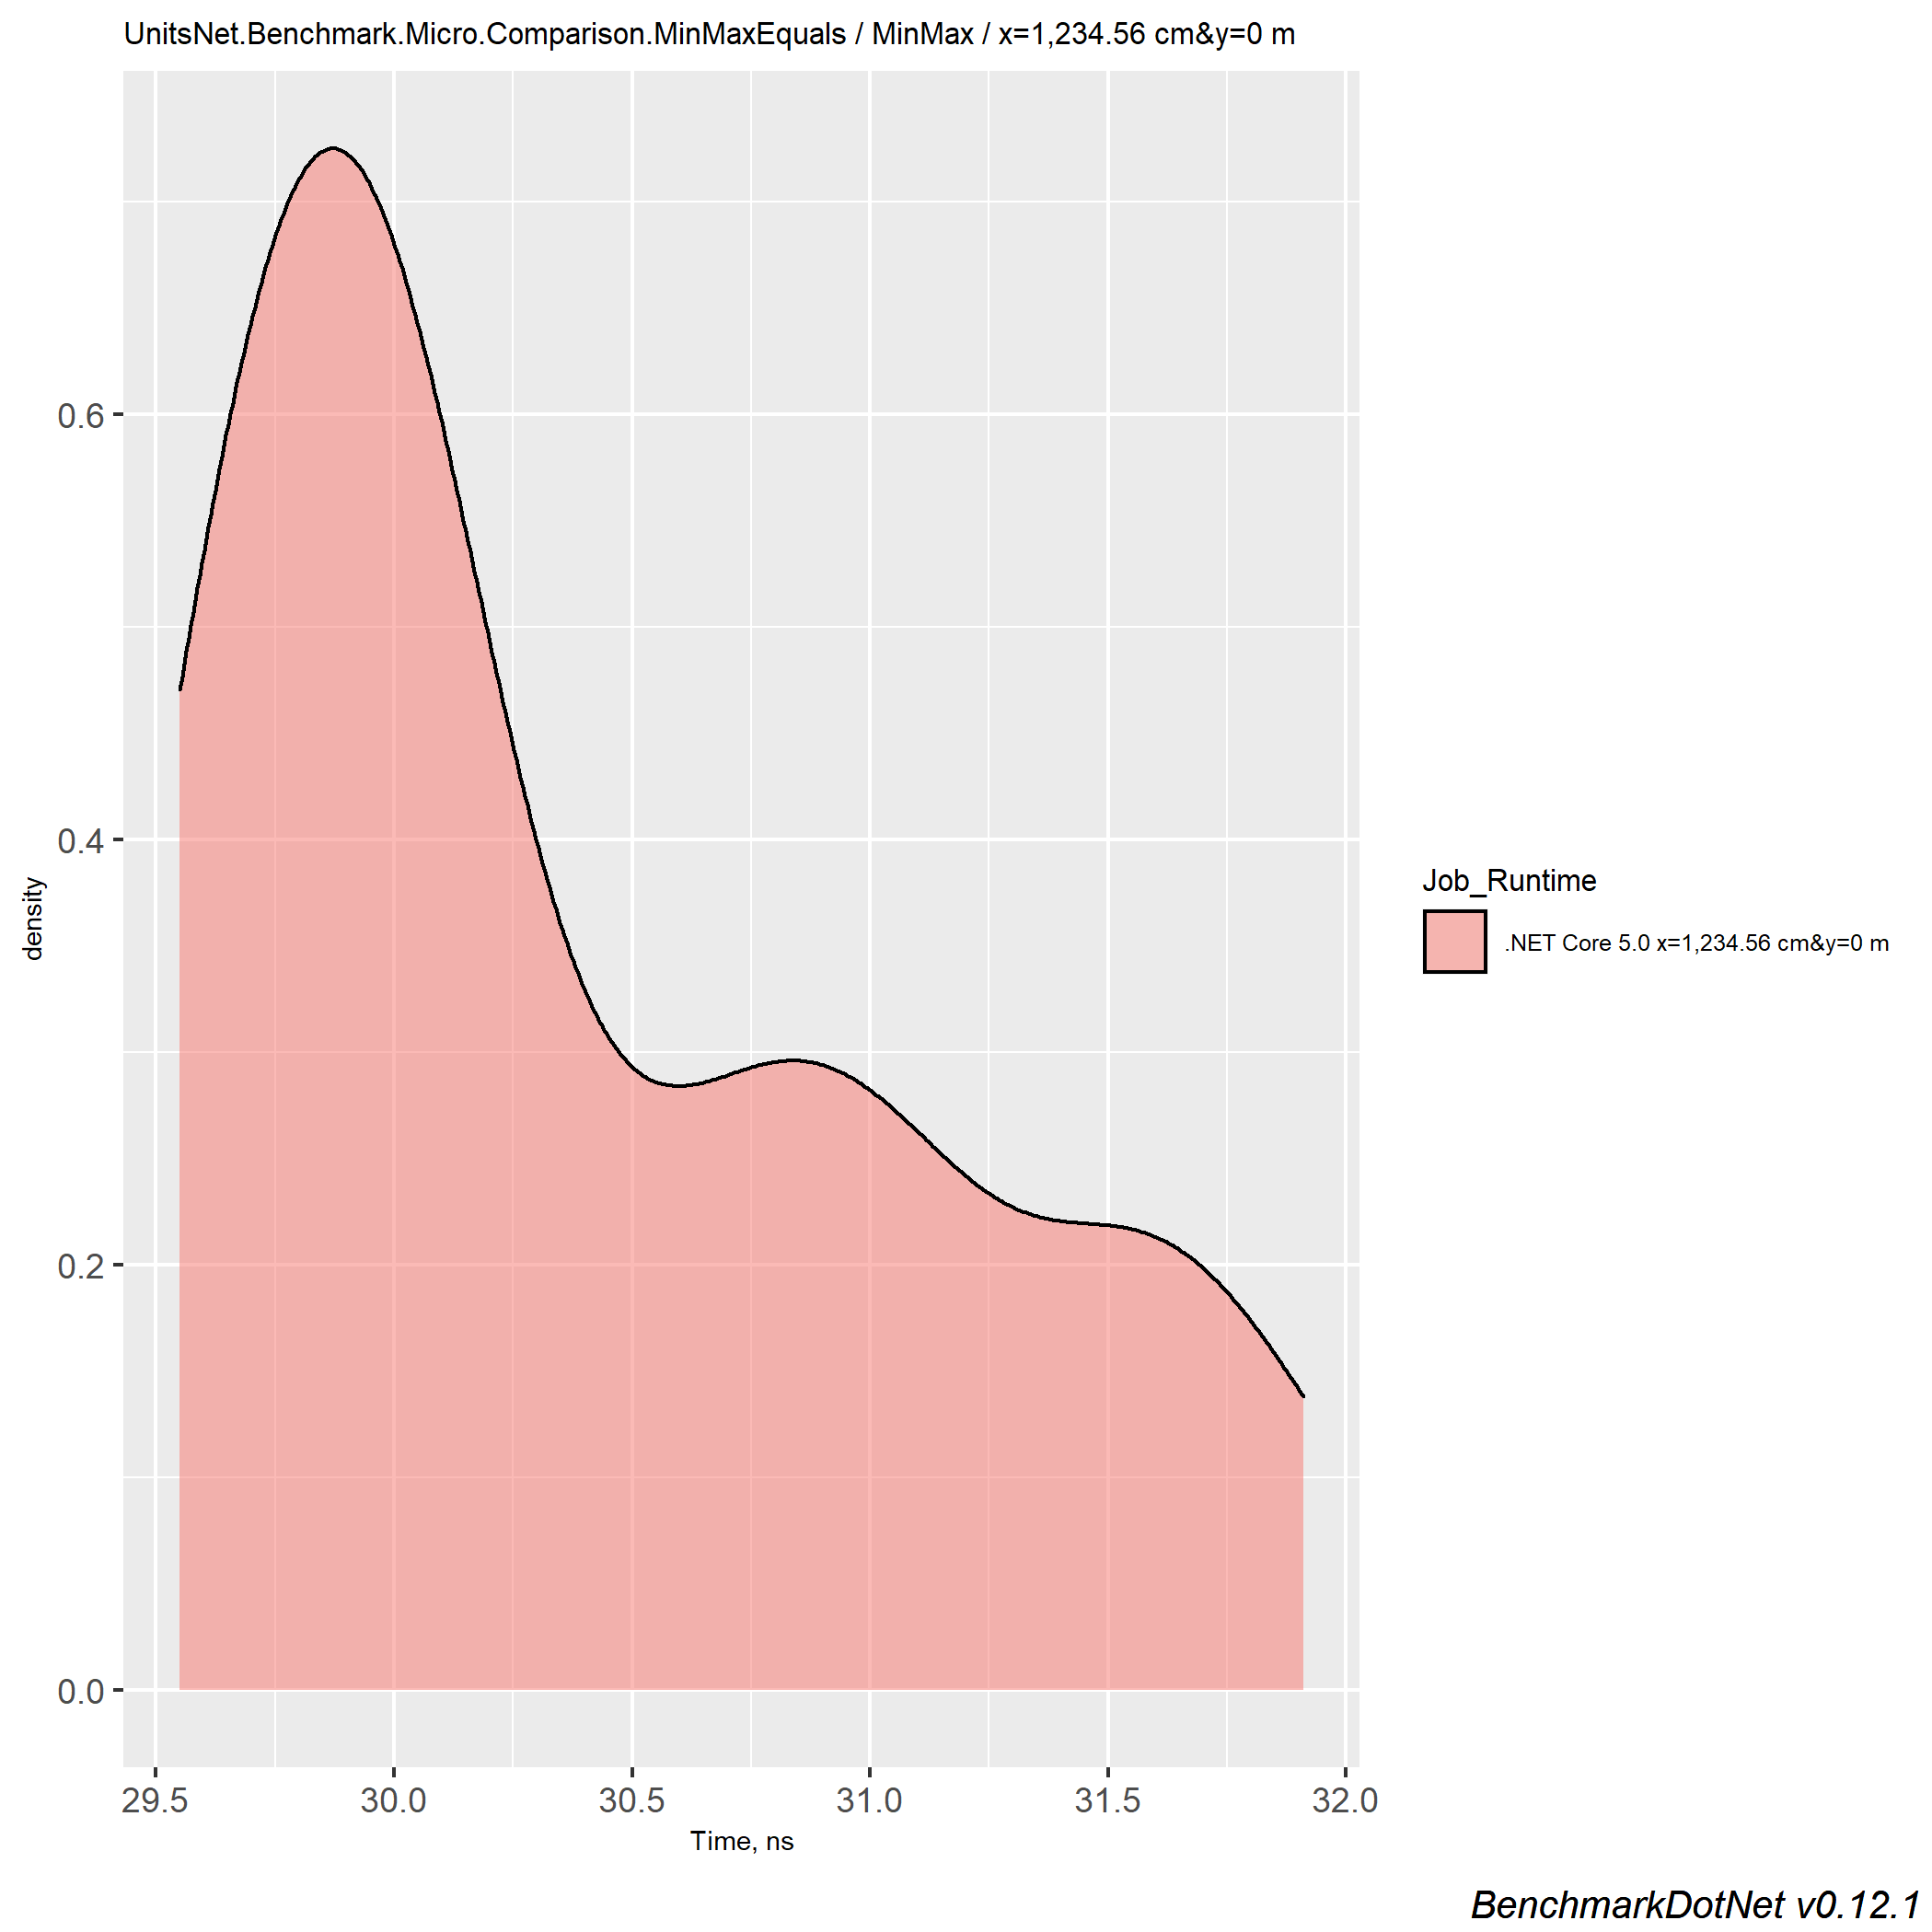 UnitsNet.Benchmark.Micro.Comparison.MinMaxEquals / MinMax / x=1,234.56 cm&y=0 m
0.6
0.4
0.2
0.0
density
29.5 30.0 30.5 31.0 31.5 32.0
Time, ns
Job_Runtime
.NET Core 5.0 x=1,234.56 cm&y=0 m
BenchmarkDotNet v0.12.1